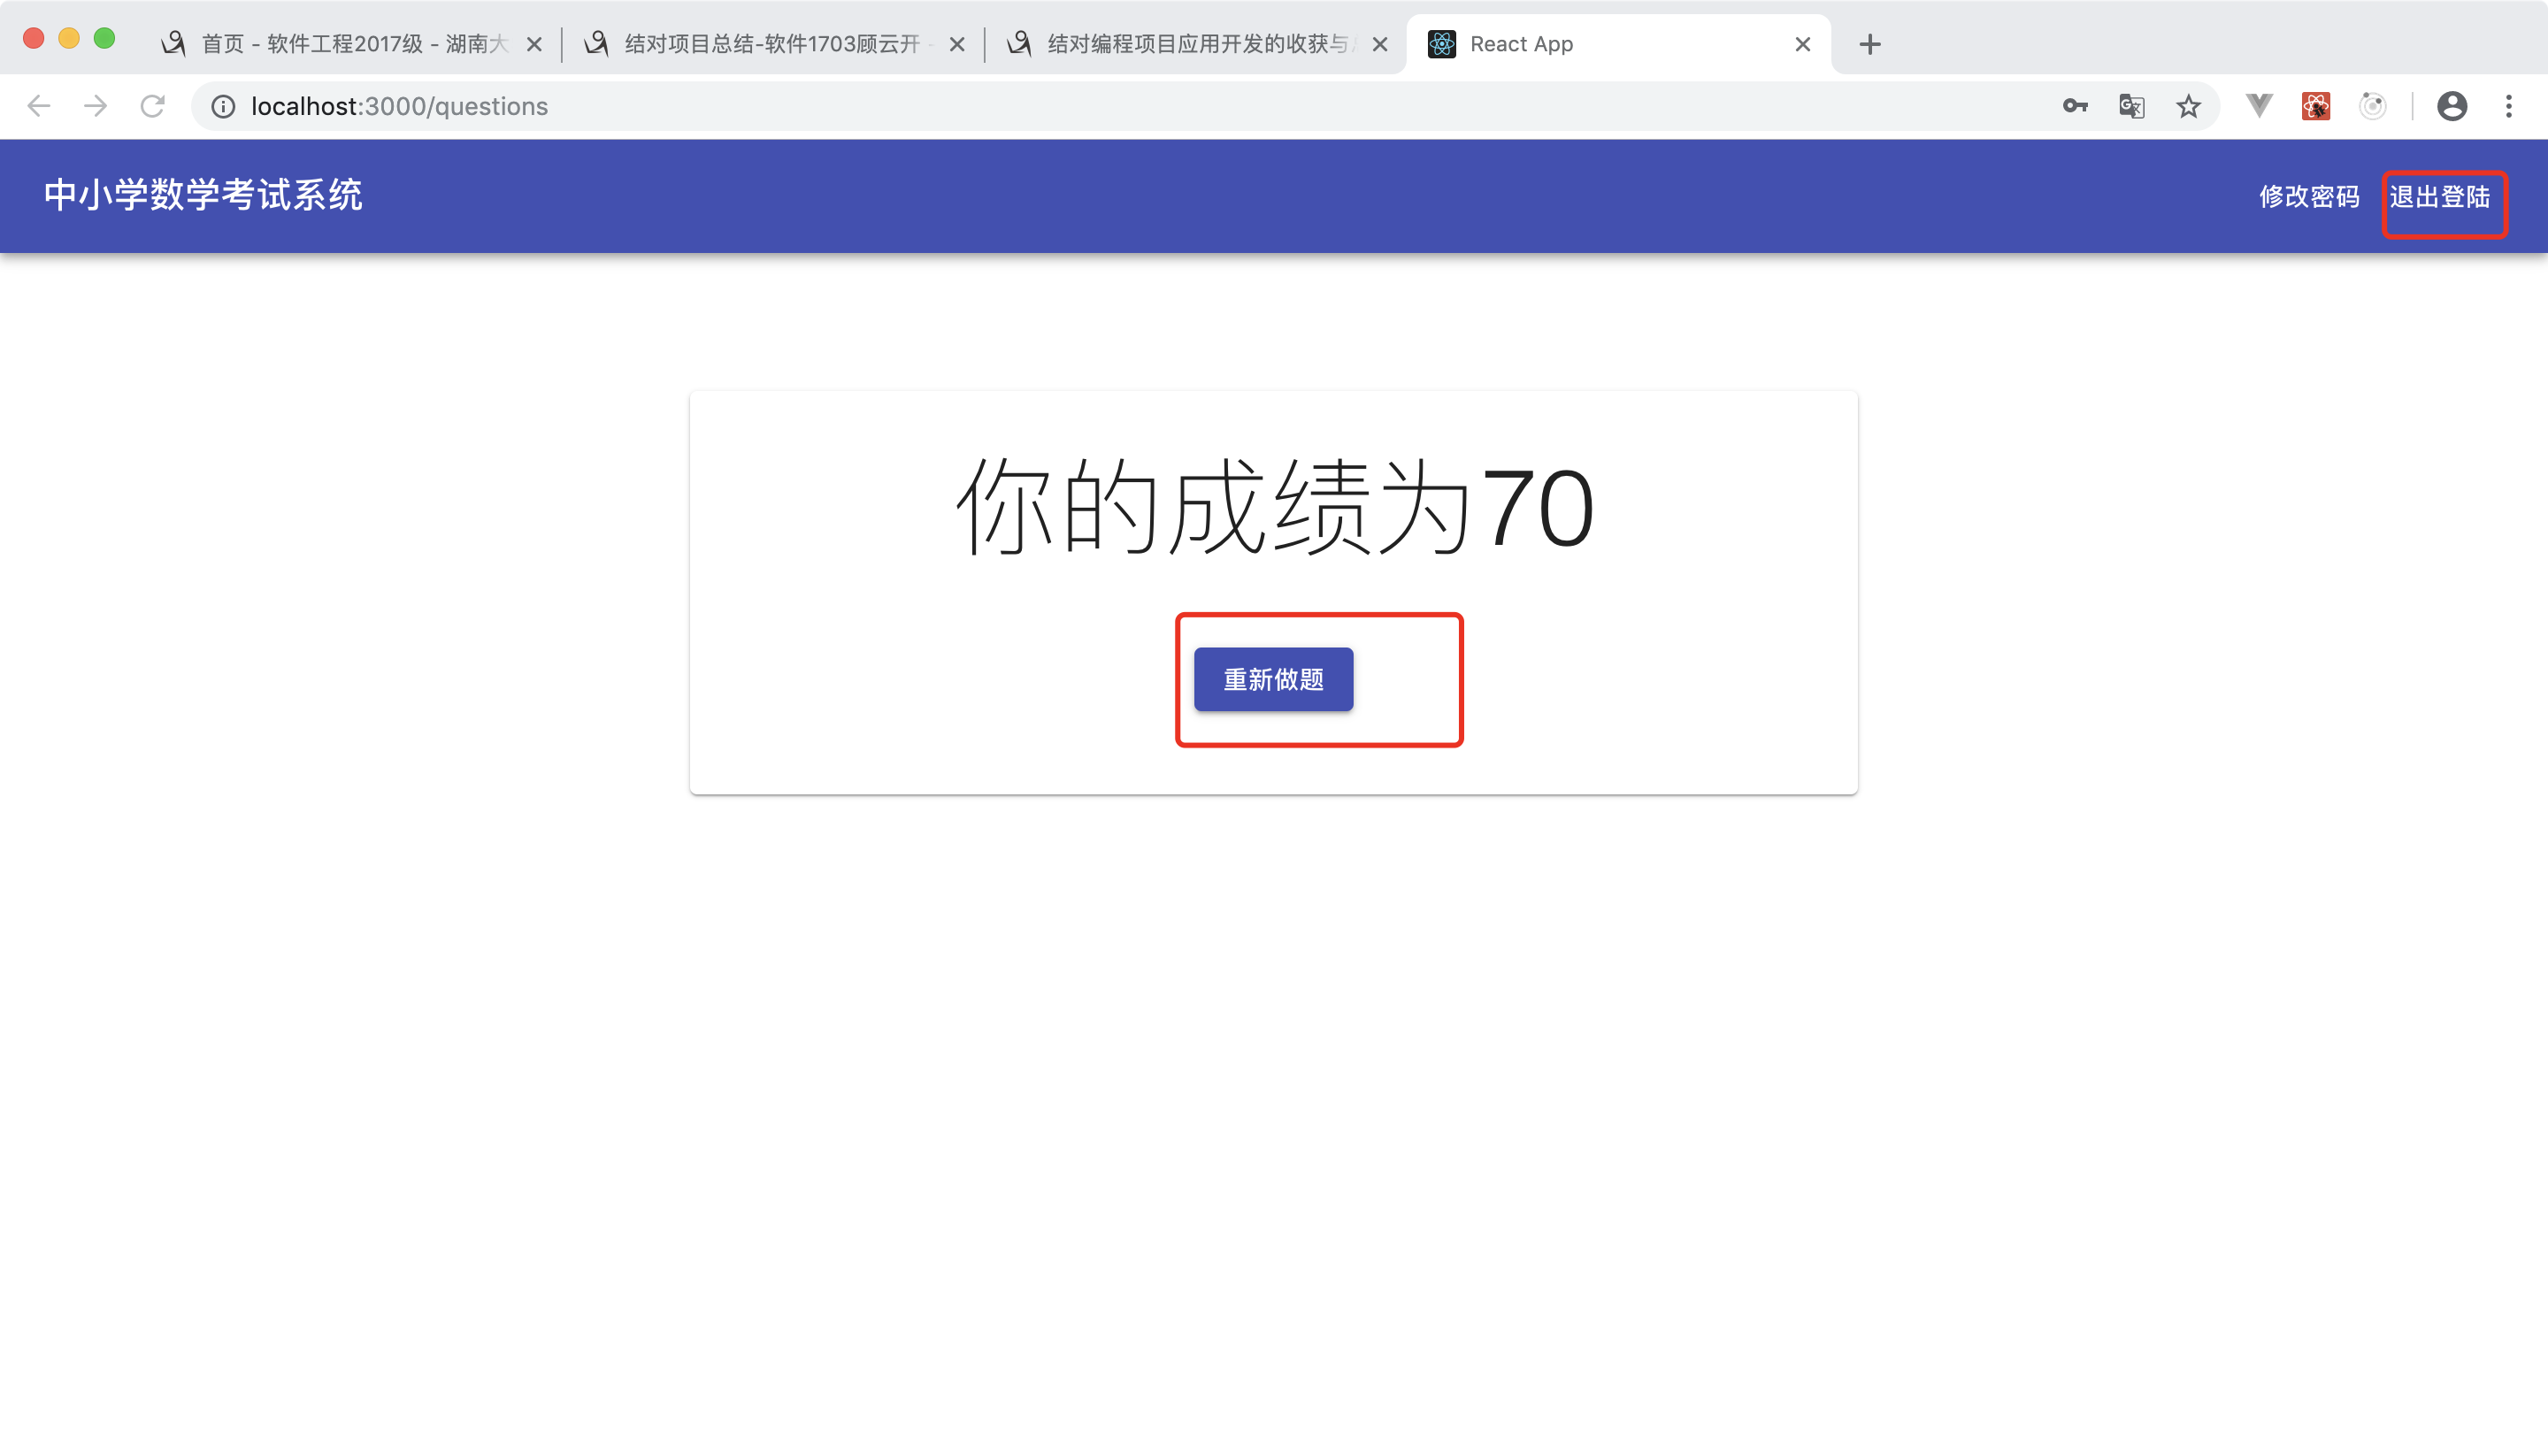 首页 - 软件工程2017级 - 湖南大
结对项目总结-软件1703顾云开 -
结对编程项目应用开发的收获与
React App
localhost:3000/questions
中小学数学考试系统
修改密码
退出登陆
你的成绩为70
重新做题